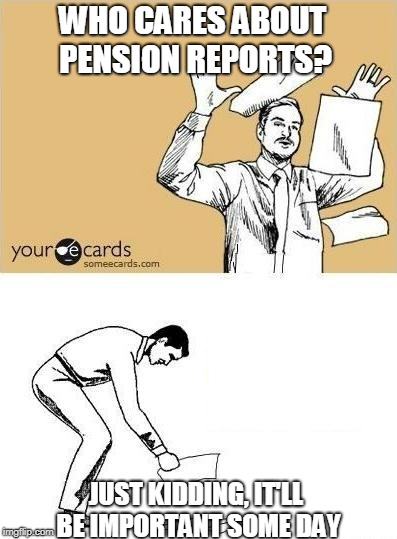 WHO CARES ABOUT
PENSION REPORTS?
your e cards
someecards.com
JUST KIDDING, IT'LL
BE IMPORTANT SOME DAY
imgflip.com